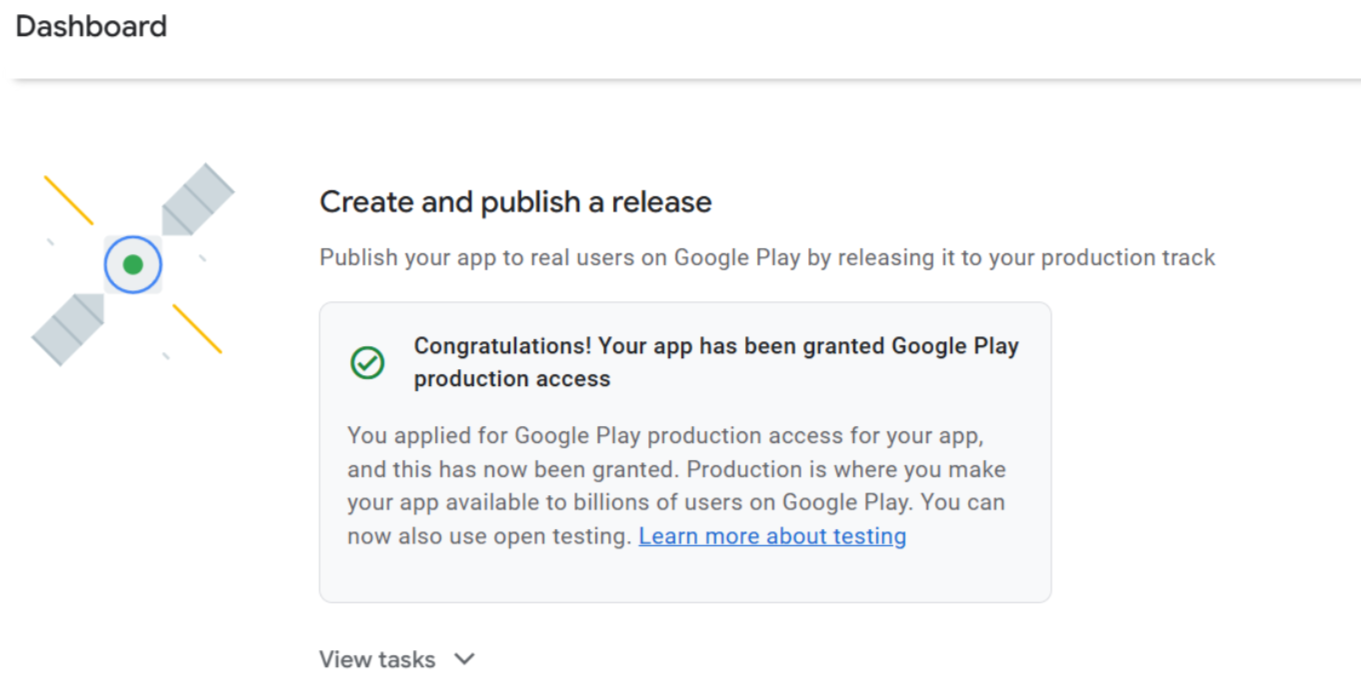 Dashboard
Create and publish a release
Publish your app to real users on Google Play by releasing it to your production track
Congratulations! Your app has been granted Google Play
production access
You applied for Google Play production access for your app,
and this has now been granted. Production is where you make
your app available to billions of users on Google Play. You can
now also use open testing. Learn more about testing
View tasks